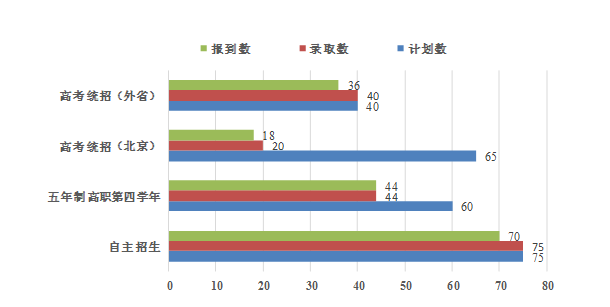 报到数 录取数 计划数
高考统招（外省） 36
40
40
高考统招（北京） 18
20
65
五年制高职第四学年 44
44
60
自主招生 70
75
75
0 10 20 30 40 50 60 70 80